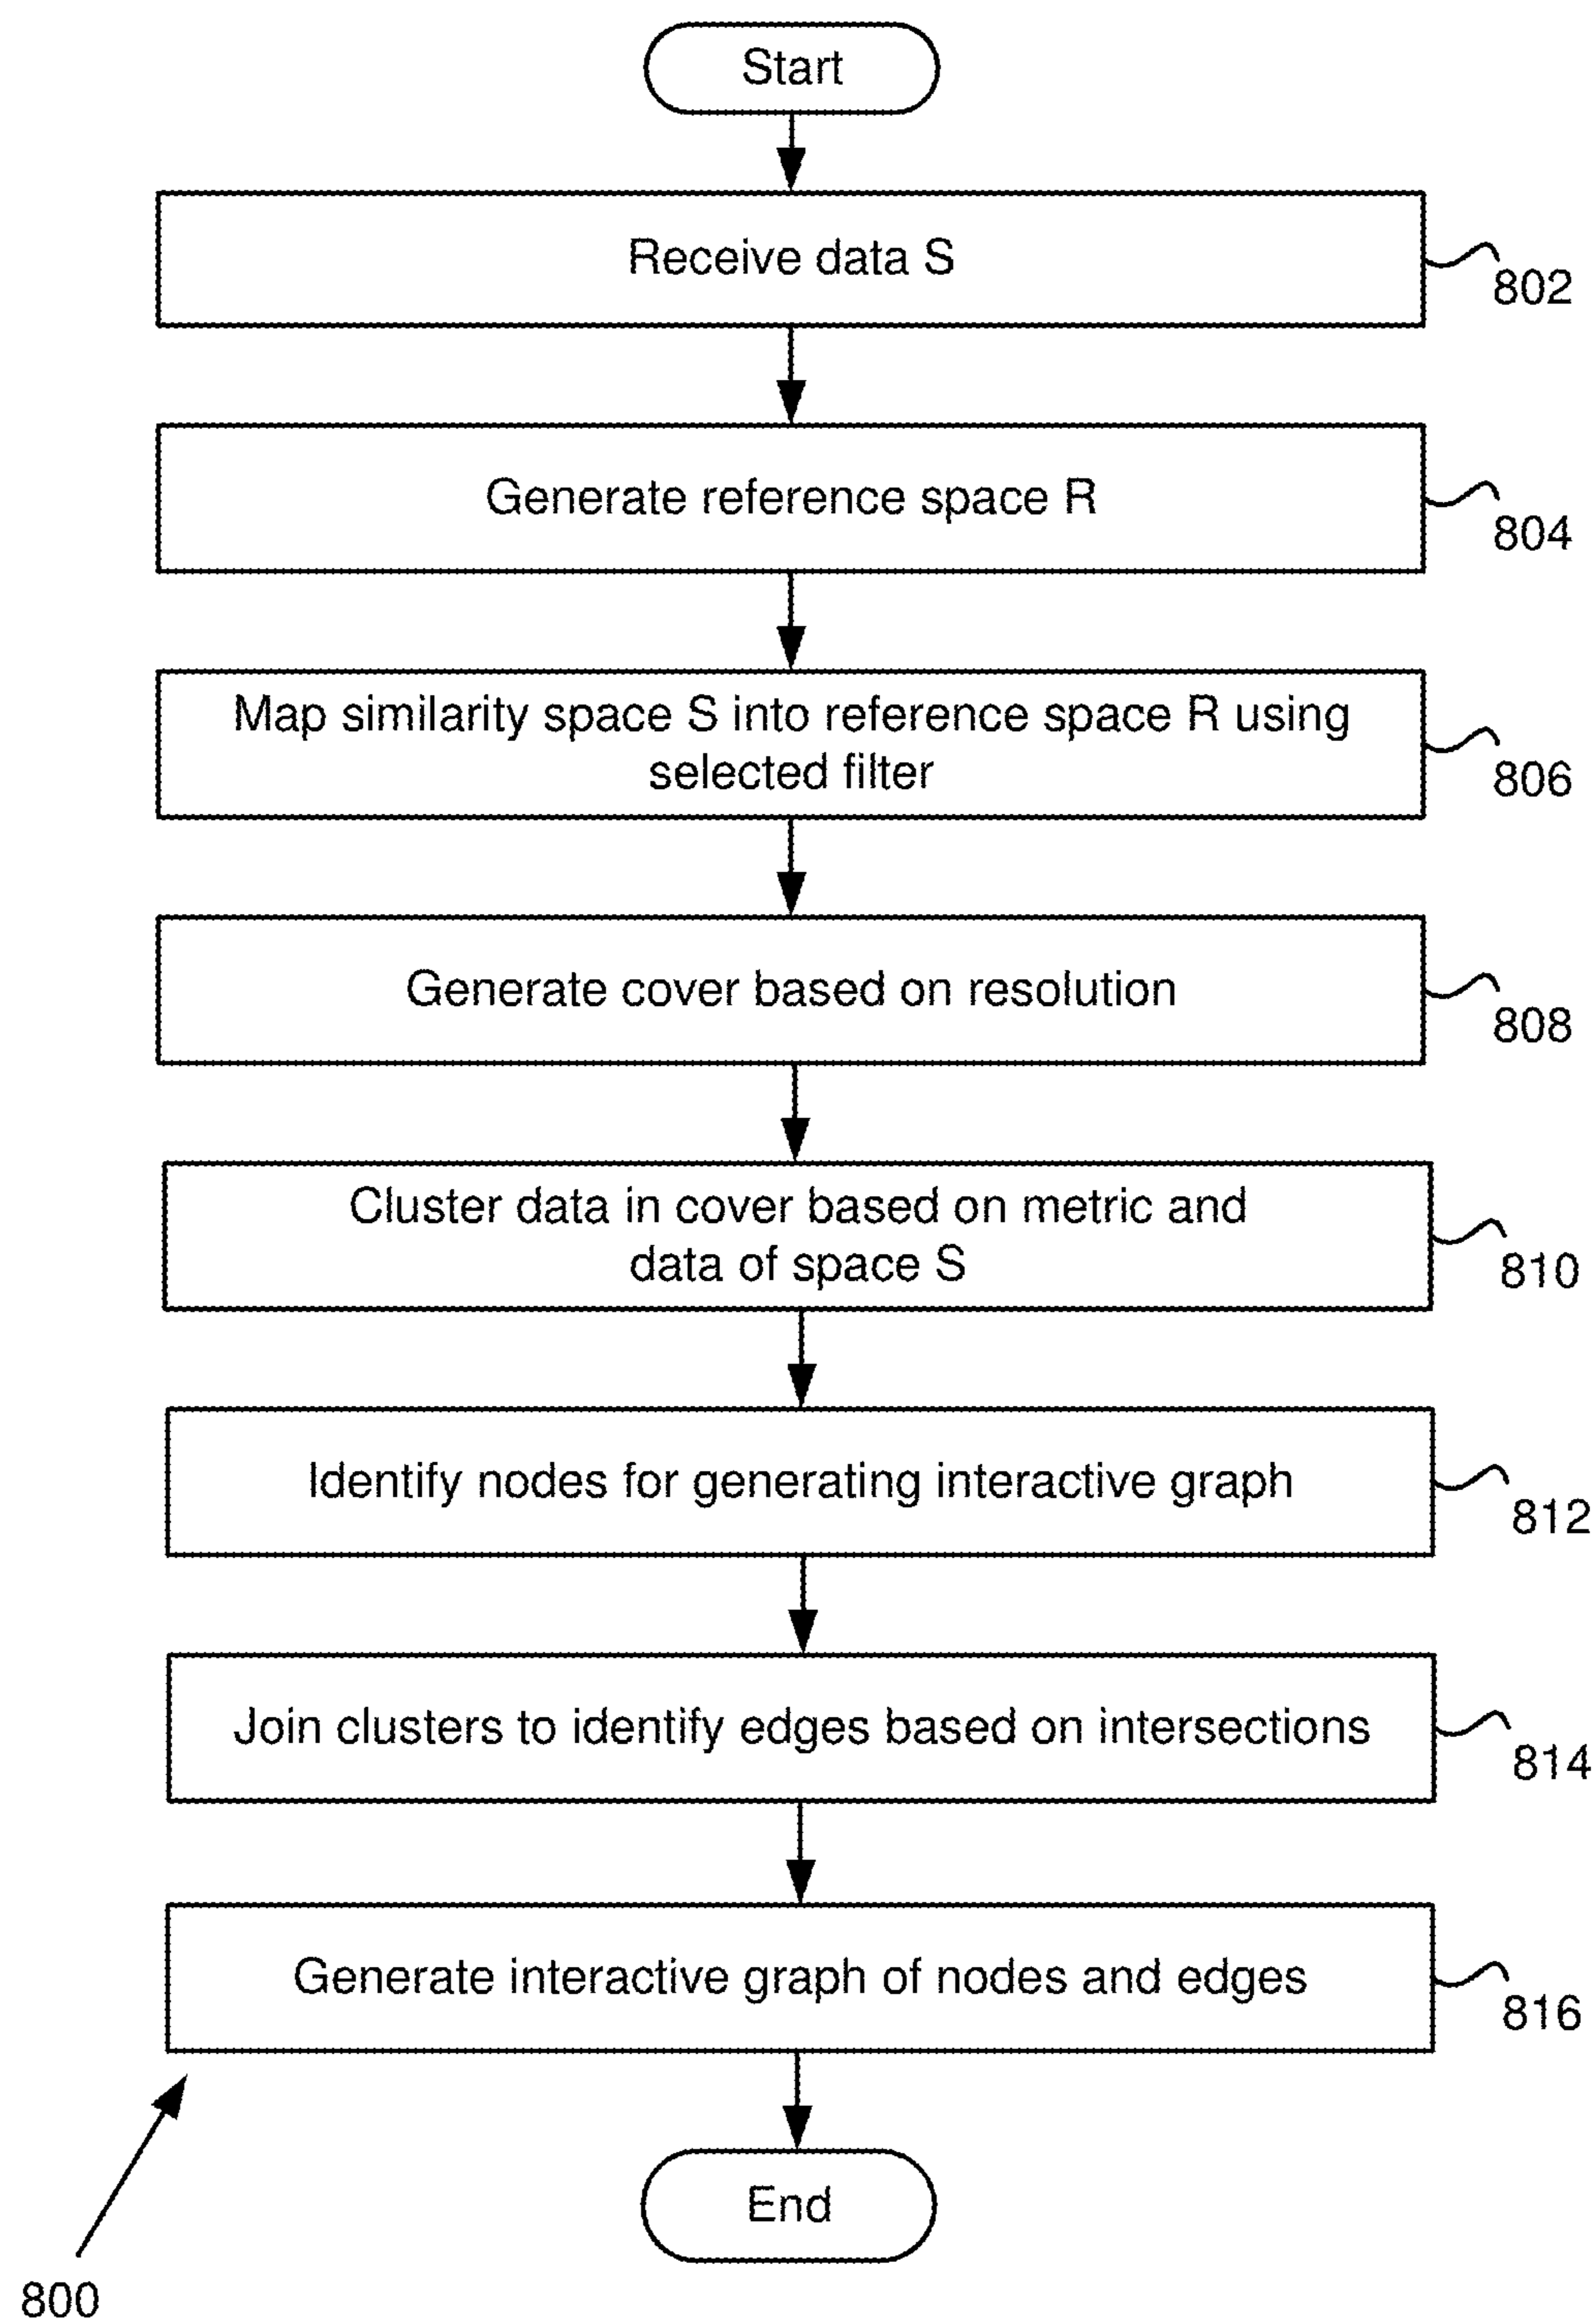 Start
Receive data S
802
Generate reference space R
804
Map similarity space S into reference space R using
selected filter
806
Generate cover based on resolution
808
Cluster data in cover based on metric and
data of space S
810
Identify nodes for generating interactive graph
812
Join clusters to identify edges based on intersections
814
Generate interactive graph of nodes and edges
816
End
800